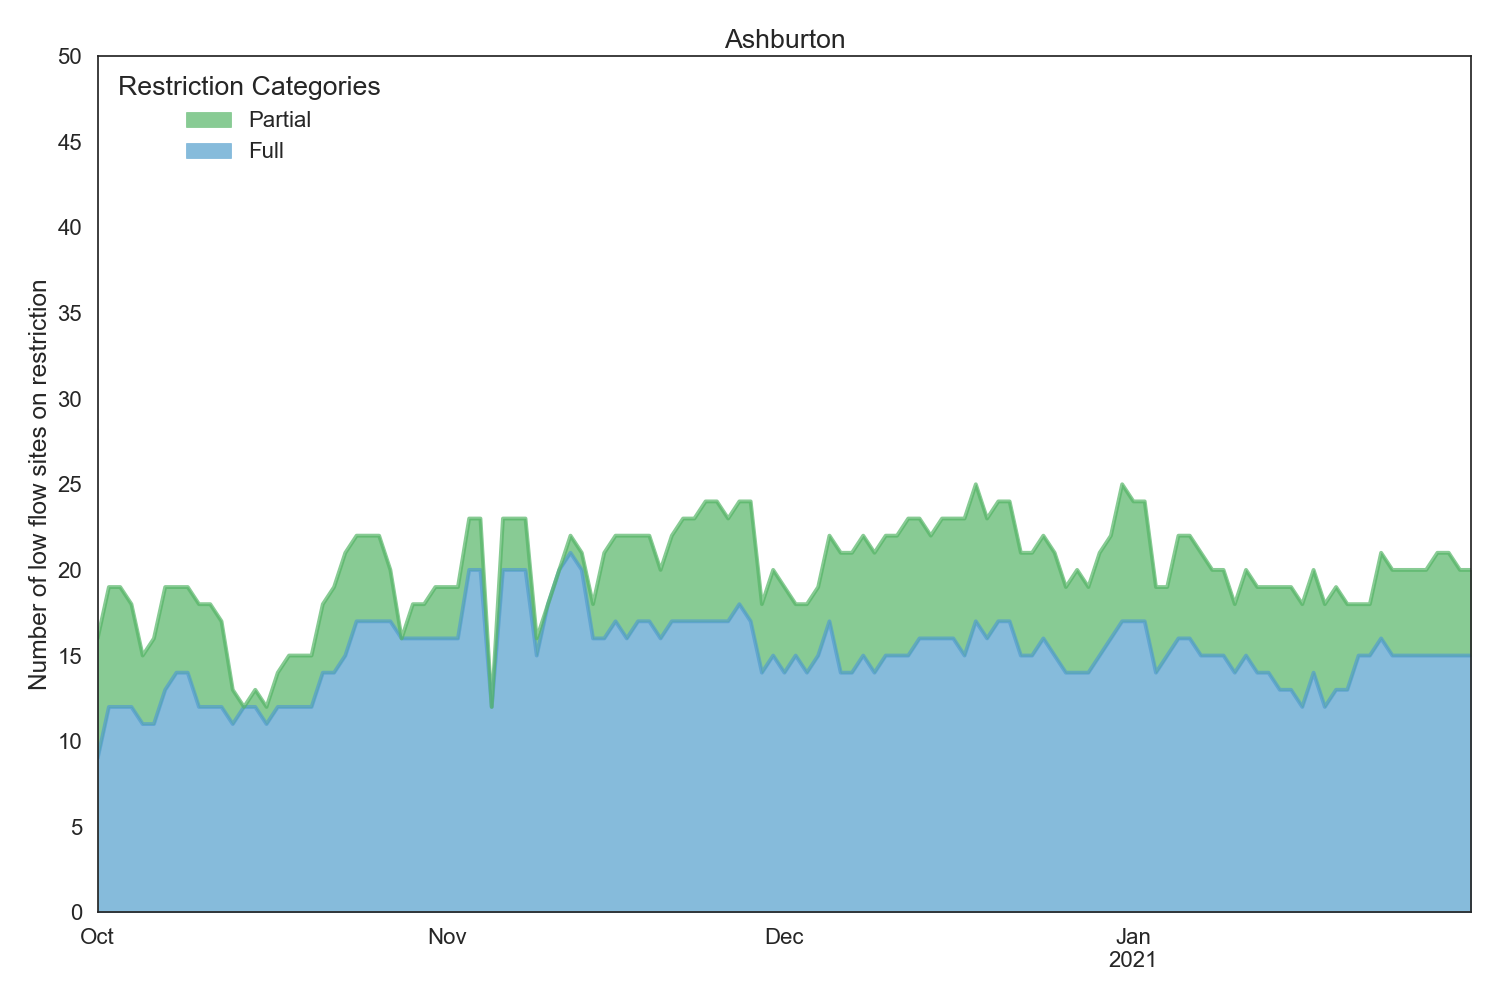 Ashburton
Restriction Categories
Partial
Full
Number of low flow sites on restriction
50
45
40
35
30
25
20
15
10
5
0
Oct
Nov
Dec
Jan
2021